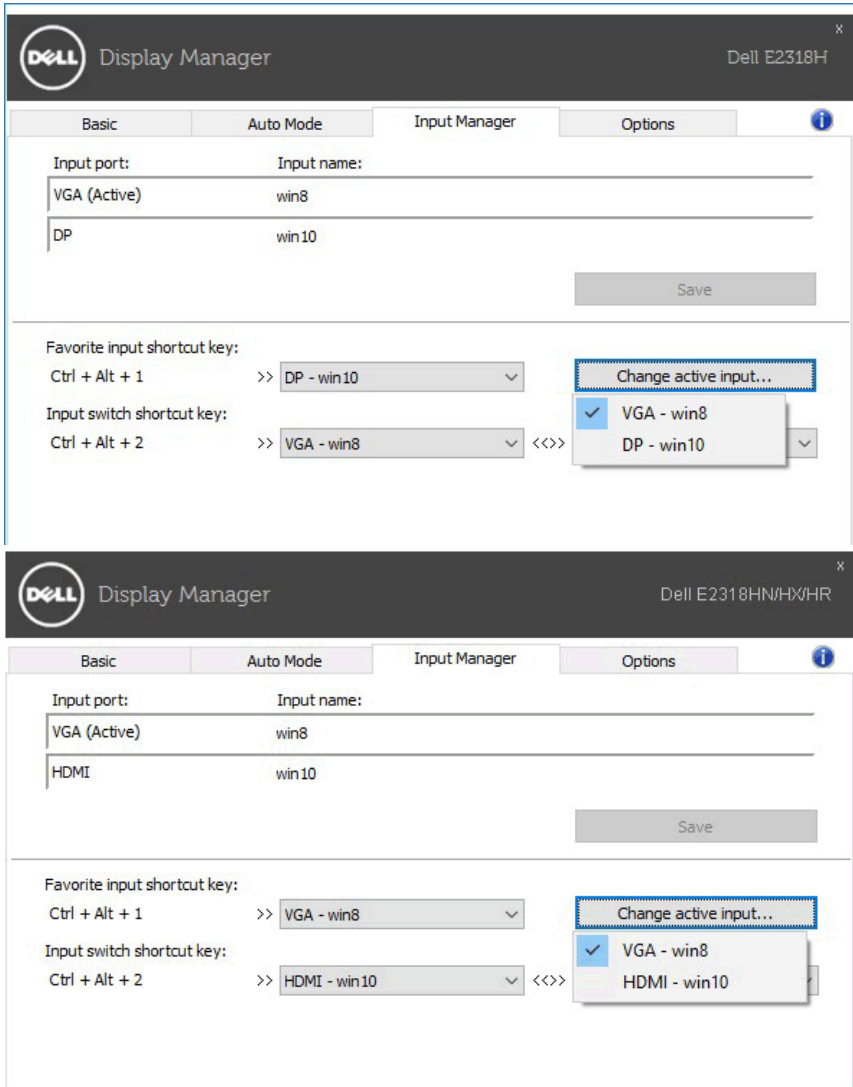 x
DELL Display Manager Dell E2318H
Basic Auto Mode Input Manager Options i
Input port: Input name:
VGA (Active) win8
DP win10
Save
Favorite input shortcut key:
Ctrl + Alt + 1 >> DP - win10 Change active input...
Input switch shortcut key: VGA - win8
Ctrl + Alt + 2 >> VGA - win8 <<>> DP - win10
x
DELL Display Manager Dell E2318HN/HX/HR
Basic Auto Mode Input Manager Options i
Input port: Input name:
VGA (Active) win8
HDMI win10
Save
Favorite input shortcut key:
Ctrl + Alt + 1 >> VGA - win8 Change active input...
Input switch shortcut key: VGA - win8
Ctrl + Alt + 2 >> HDMI - win10 <<>> HDMI - win10